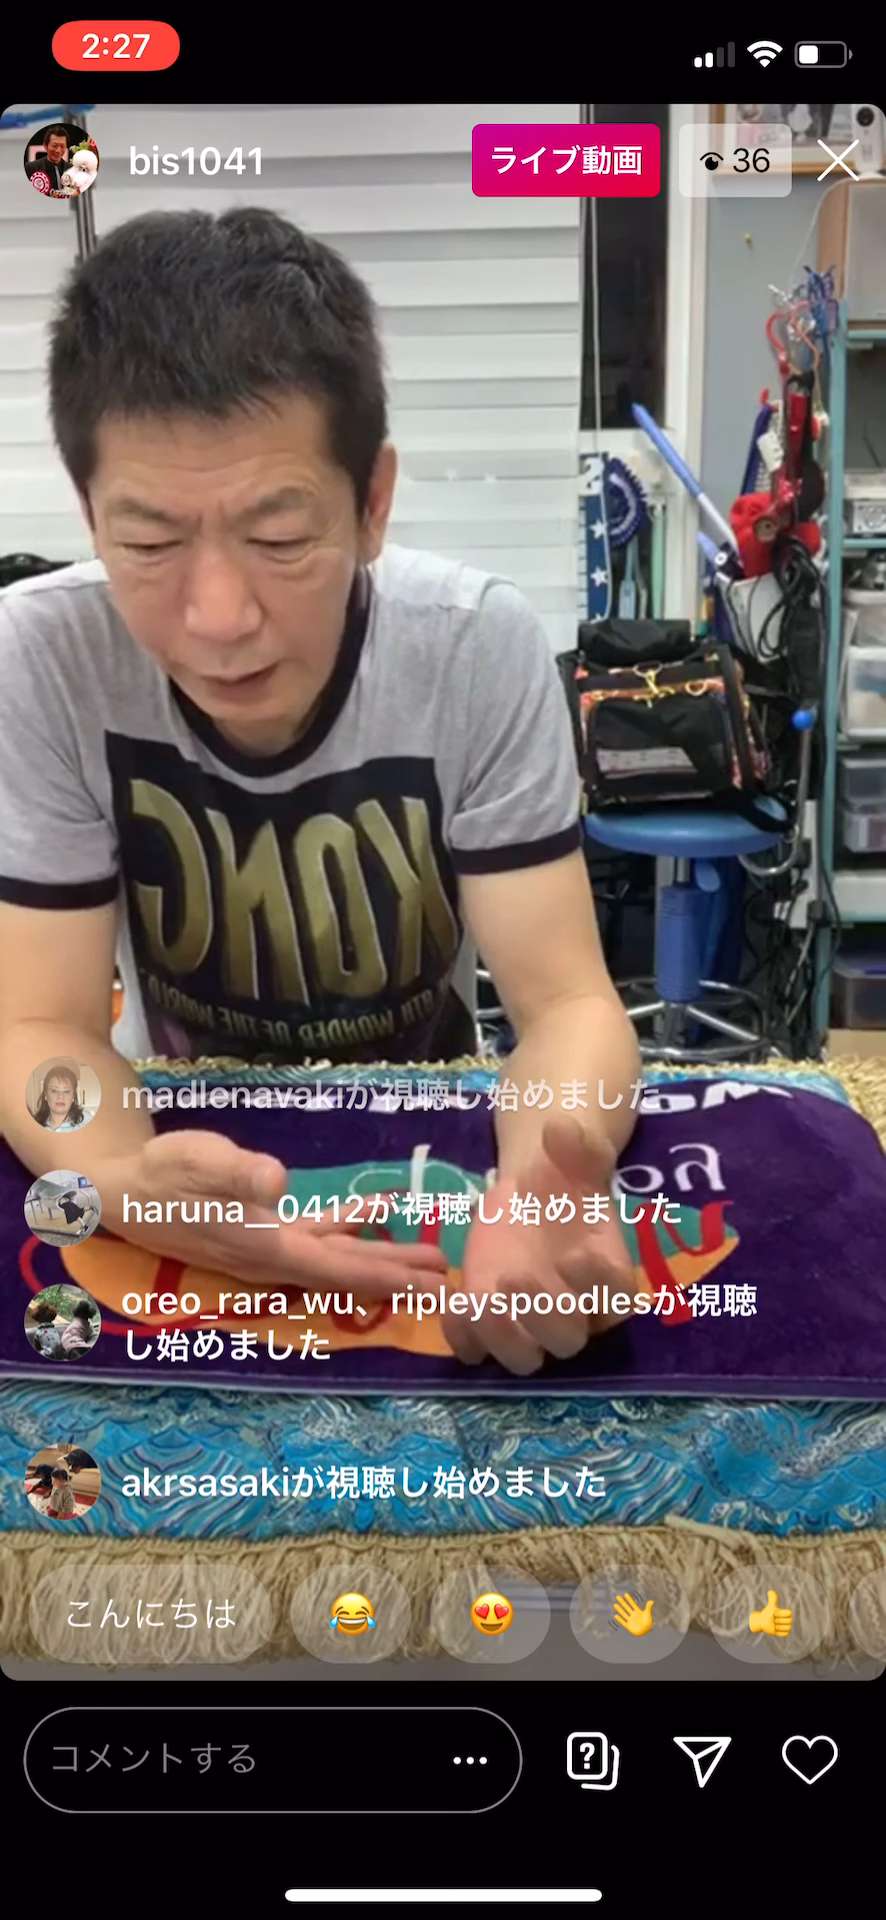 2:27
bis1041
ライブ動画
36
KONG
8TH WONDER OF THE WORLD
madlenavakiが視聴し始めました
haruna__0412が視聴し始めました
oreo_rara_wu、ripleyspoodlesが視聴
し始めました
akrsasakiが視聴し始めました
こんにちは
コメントする